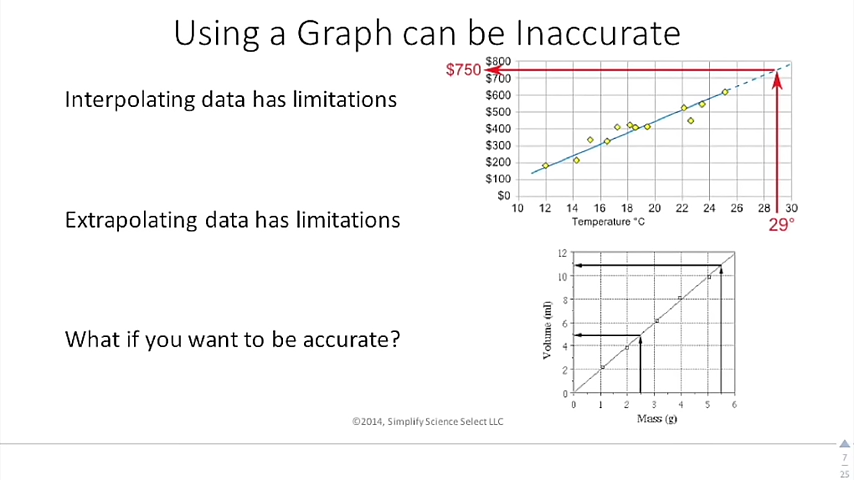 Using a Graph can be Inaccurate
Interpolating data has limitations
Extrapolating data has limitations
What if you want to be accurate?
$750
$800
$700
$600
$500
$400
$300
$200
$100
$0
10 12 14 16 18 20 22 24 26 28 30
Temperature °C
29°
12
10
8
6
4
2
0
Volume (ml)
0 1 2 3 4 5 6
Mass (g)
©2014, Simplify Science Select LLC
7
25